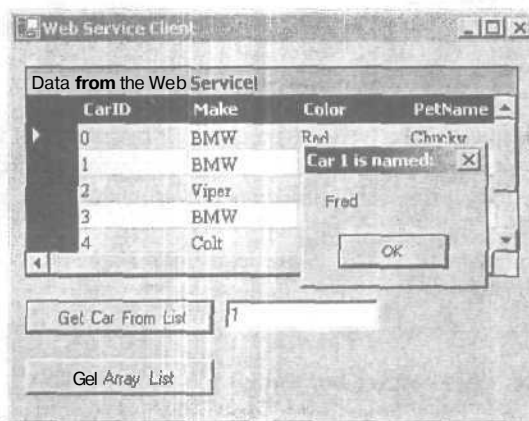 Web Service Client
Data from the Web Service!
CarID Make Color PetName
0 BMW Red Chucky
1 BMW
2 Viper
3 BMW
4 Colt
Car 1 is named:
Fred
OK
Get Car From List 1
Gel Array List